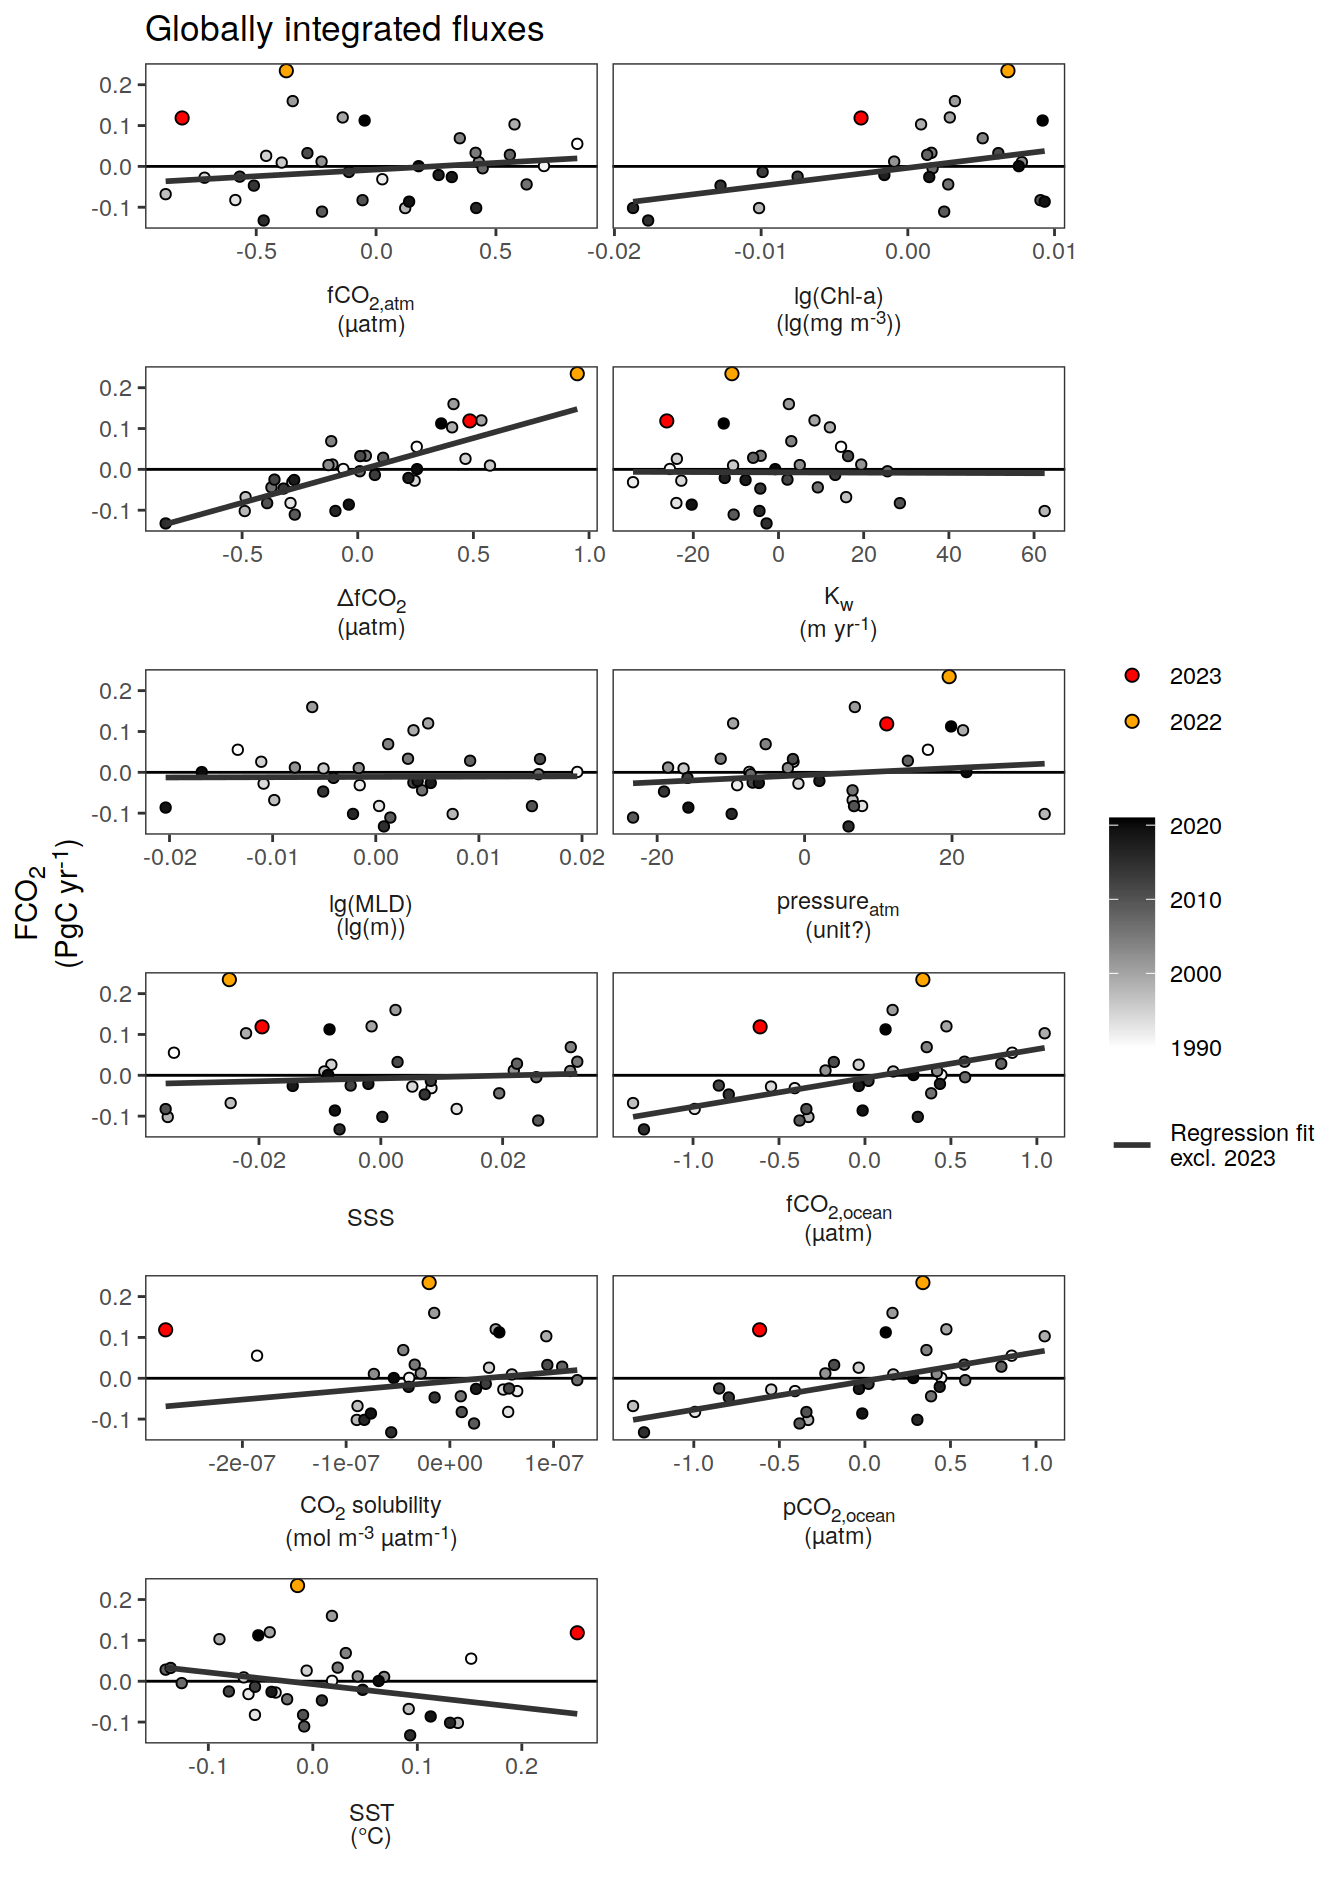 Globally integrated fluxes
0.2
0.1
0.0
-0.1
-0.5 0.0 0.5 -0.02 -0.01 0.00 0.01
fCO2,atm
(µatm)
lg(Chl-a)
(lg(mg m-3))
0.2
0.1
0.0
-0.1
-0.5 0.0 0.5 1.0 -20 0 20 40 60
ΔfCO2
(µatm)
Kw
(m yr-1)
0.2
0.1
0.0
-0.1
-0.02 -0.01 0.00 0.01 0.02 -20 0 20
lg(MLD)
(lg(m))
pressureatm
(unit?)
FCO2
(PgC yr-1)
0.2
0.1
0.0
-0.1
-0.02 0.00 0.02 -1.0 -0.5 0.0 0.5 1.0
SSS
fCO2,ocean
(µatm)
0.2
0.1
0.0
-0.1
-2e-07 -1e-07 0e+00 1e-07 -1.0 -0.5 0.0 0.5 1.0
CO2 solubility
(mol m-3 µatm-1)
pCO2,ocean
(µatm)
0.2
0.1
0.0
-0.1
-0.1 0.0 0.1 0.2
SST
(°C)
2023
2022
2020
2010
2000
1990
Regression fit
excl. 2023